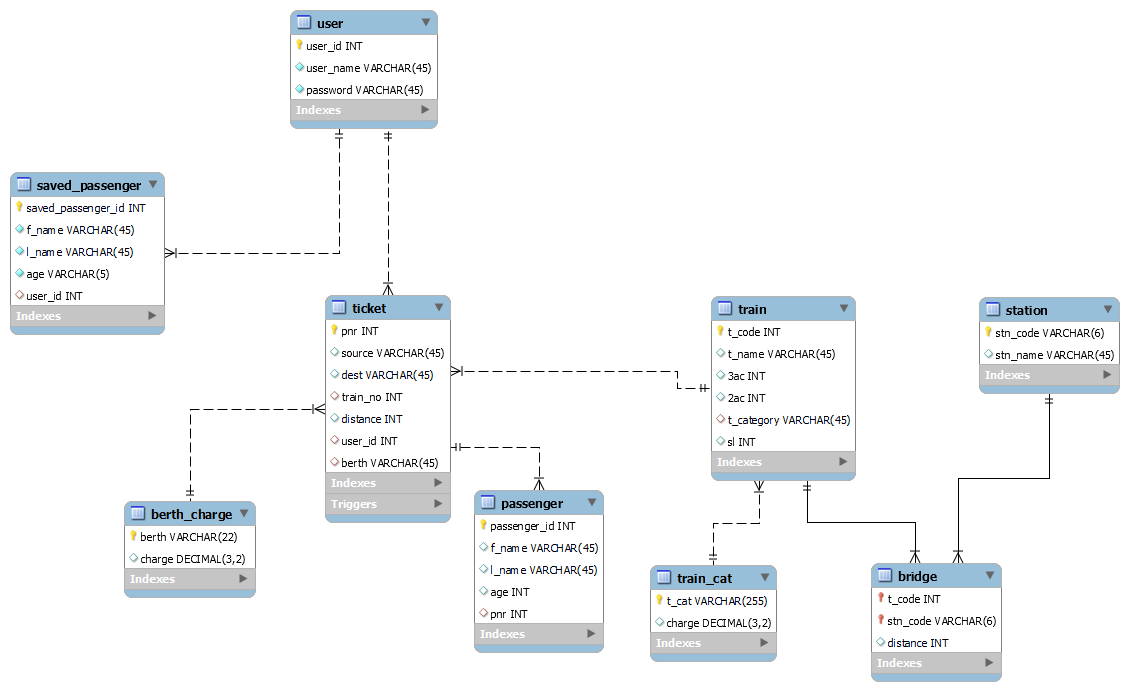 user
user_id INT
user_name VARCHAR(45)
password VARCHAR(45)
Indexes
saved_passenger
saved_passenger_id INT
f_name VARCHAR(45)
l_name VARCHAR(45)
age VARCHAR(5)
user_id INT
Indexes
ticket
pnr INT
source VARCHAR(45)
dest VARCHAR(45)
train_no INT
distance INT
user_id INT
berth VARCHAR(45)
Indexes
Triggers
train
t_code INT
t_name VARCHAR(45)
3ac INT
2ac INT
t_category VARCHAR(45)
sl INT
Indexes
station
stn_code VARCHAR(6)
stn_name VARCHAR(45)
Indexes
berth_charge
berth VARCHAR(22)
charge DECIMAL(3,2)
Indexes
passenger
passenger_id INT
f_name VARCHAR(45)
l_name VARCHAR(45)
age INT
pnr INT
Indexes
train_cat
t_cat VARCHAR(255)
charge DECIMAL(3,2)
Indexes
bridge
t_code INT
stn_code VARCHAR(6)
distance INT
Indexes